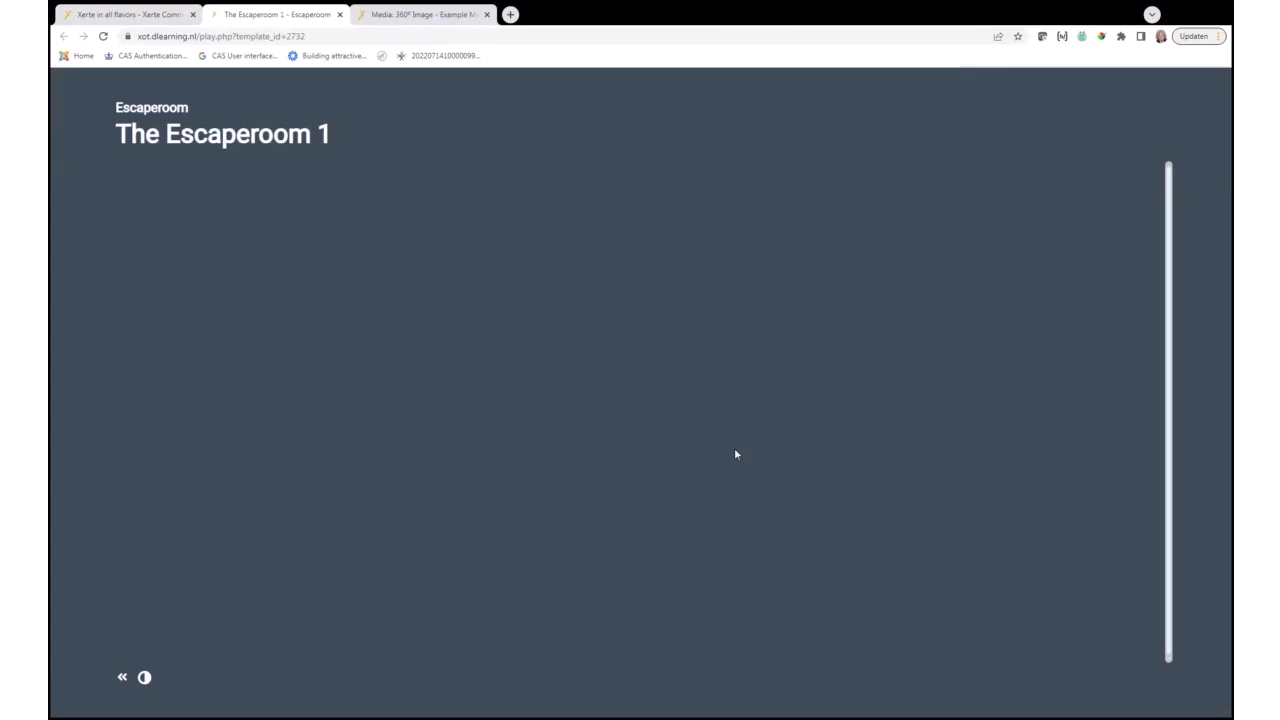 Xerte in all flavors - Xerte Comm
The Escaperoom 1 - Escaperoom
Media: 360º Image - Example M
xot.dlearning.nl/play.php?template_id=2732
Updaten
Home
CAS Authentication...
CAS User interface...
Building attractive...
2022071410000099...
Escaperoom
The Escaperoom 1